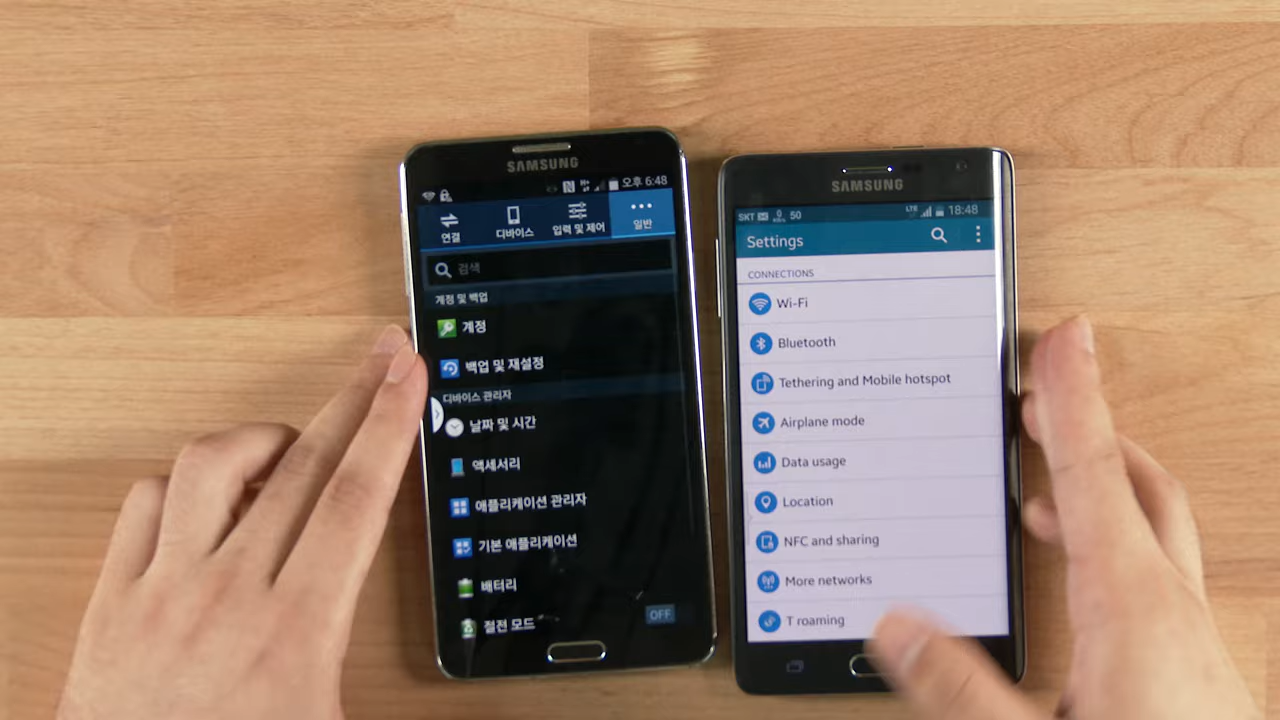 SAMSUNG
오후 6:48
연결
디바이스
입력 및 제어
일반
검색
계정 및 백업
계정
백업 및 재설정
디바이스 관리자
날짜 및 시간
액세서리
애플리케이션 관리자
기본 애플리케이션
배터리
절전 모드
OFF
SAMSUNG
SKT 50 LTE 18:48
Settings
CONNECTIONS
Wi-Fi
Bluetooth
Tethering and Mobile hotspot
Airplane mode
Data usage
Location
NFC and sharing
More networks
T roaming